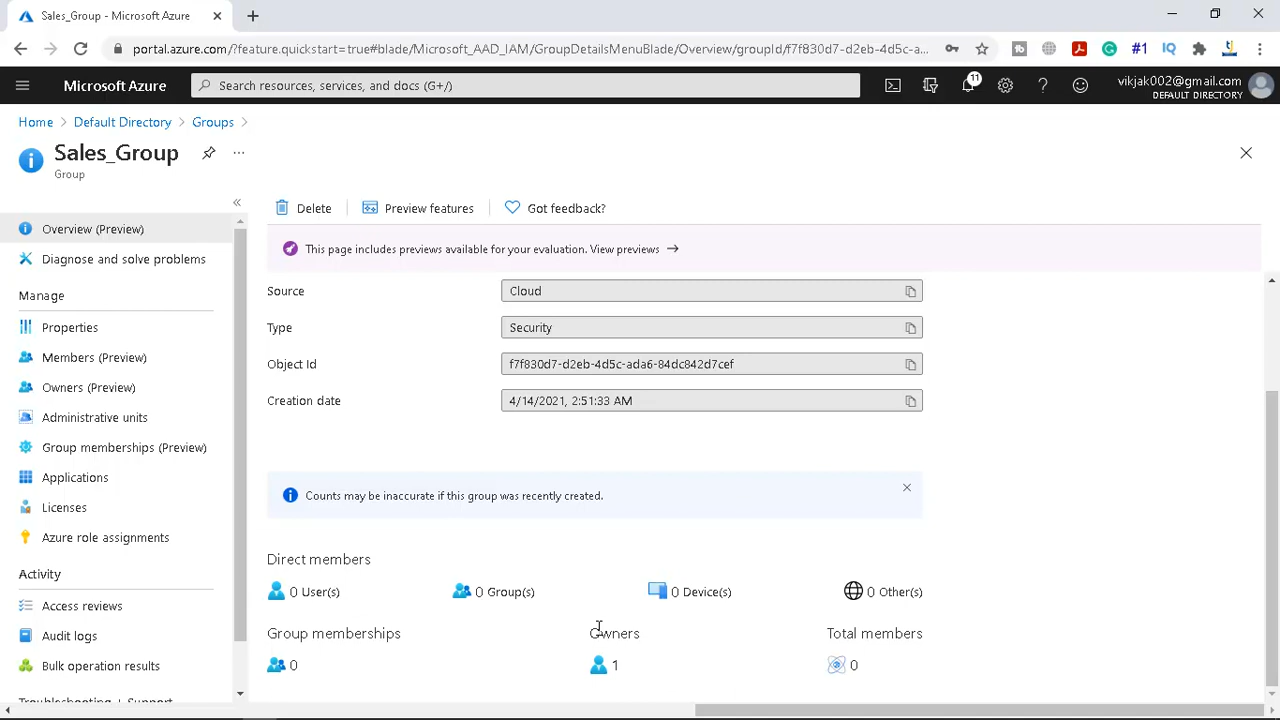 Sales_Group - Microsoft Azure
portal.azure.com/?feature.quickstart=true#blade/Microsoft_AAD_IAM/GroupDetailsMenuBlade/Overview/groupId/f7f830d7-d2eb-4d5c-a...
#1 IQ
Microsoft Azure
Search resources, services, and docs (G+/)
11
vikjak002@gmail.com
DEFAULT DIRECTORY
Home > Default Directory > Groups >
Sales_Group
Group
Delete
Preview features
Got feedback?
This page includes previews available for your evaluation. View previews →
Overview (Preview)
Diagnose and solve problems
Manage
Properties
Members (Preview)
Owners (Preview)
Administrative units
Group memberships (Preview)
Applications
Licenses
Azure role assignments
Activity
Access reviews
Audit logs
Bulk operation results
Troubleshooting + Support
Source
Cloud
Type
Security
Object Id
f7f830d7-d2eb-4d5c-ada6-84dc842d7cef
Creation date
4/14/2021, 2:51:33 AM
Counts may be inaccurate if this group was recently created.
Direct members
0 User(s)
0 Group(s)
0 Device(s)
0 Other(s)
Group memberships
Owners
Total members
0
1
0